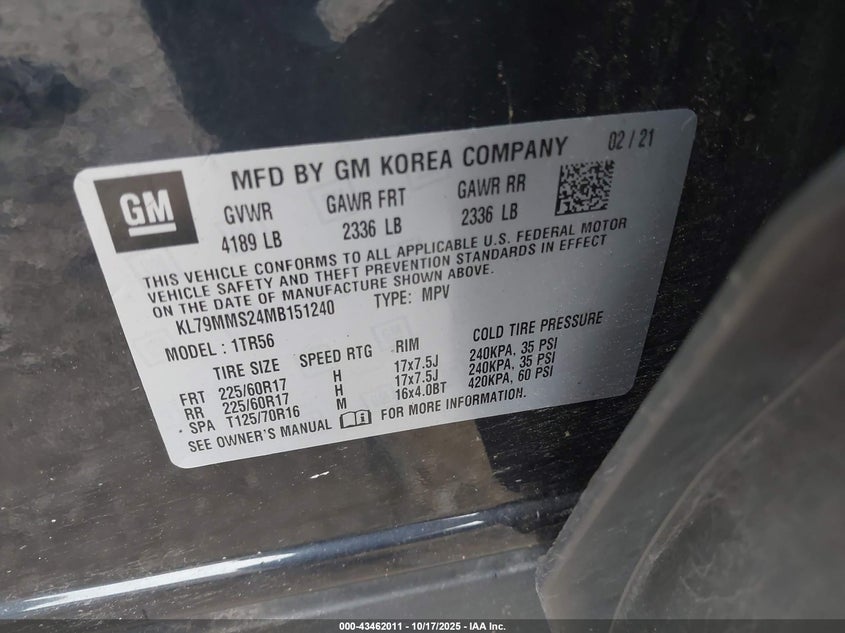 GM
MFD BY GM KOREA COMPANY 02 / 21
GVWR GAWR FRT GAWR RR
4189 LB 2336 LB 2336 LB
THIS VEHICLE CONFORMS TO ALL APPLICABLE U.S. FEDERAL MOTOR
VEHICLE SAFETY AND THEFT PREVENTION STANDARDS IN EFFECT
ON THE DATE OF MANUFACTURE SHOWN ABOVE.
KL79MMS24MB151240 TYPE: MPV
MODEL : 1TR56
TIRE SIZE SPEED RTG RIM COLD TIRE PRESSURE
FRT 225/60R17 H 17x7.5J 240KPA, 35 PSI
RR 225/60R17 H 17x7.5J 240KPA, 35 PSI
SPA T125/70R16 M 16x4.0BT 420KPA, 60 PSI
SEE OWNER'S MANUAL FOR MORE INFORMATION.
000-43462011 - 10/17/2025 - IAA Inc.